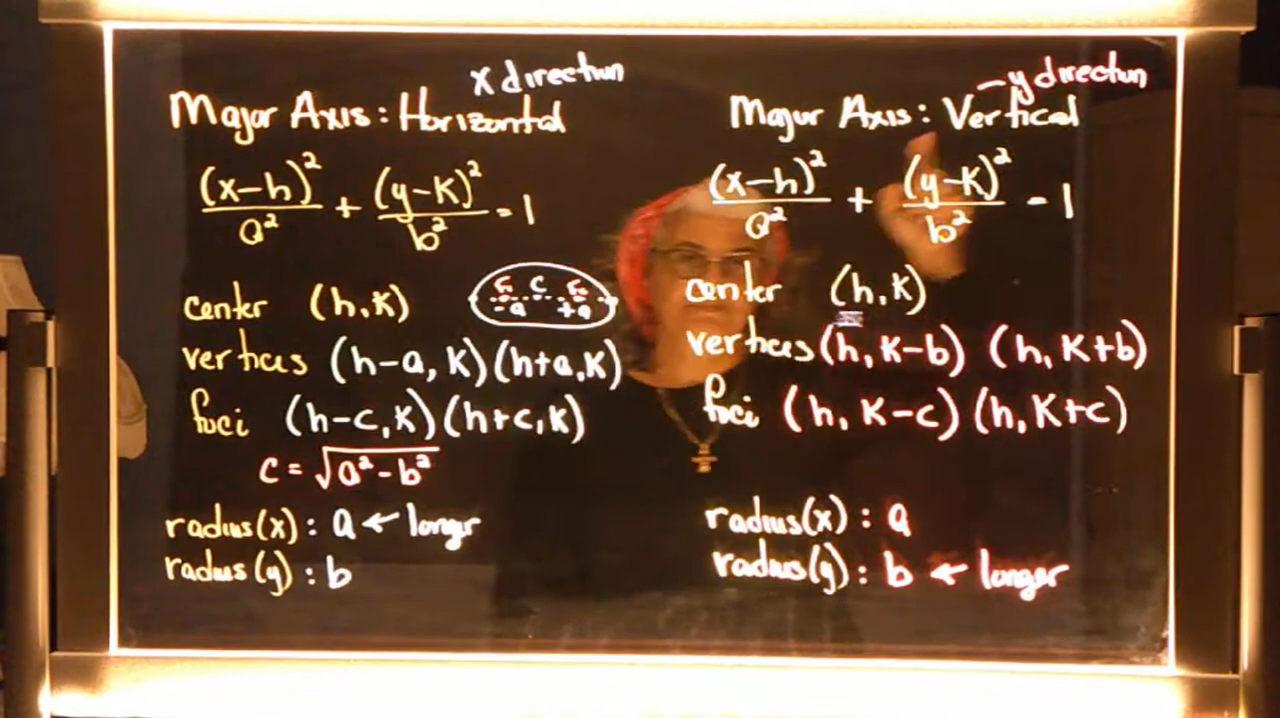 x direction
Major Axis: Horizontal
(x-h)²/a² + (y-k)²/b² = 1
center (h,k)
c
-a +a
vertices (h-a, k) (h+a, k)
foci (h-c, k) (h+c, k)
c = √a²-b²
radius(x): a ← longer
radius(y): b
-y direction
Major Axis: Vertical
(x-h)²/a² + (y-k)²/b² = 1
center (h,k)
vertices (h, k-b) (h, k+b)
foci (h, k-c) (h, k+c)
radius(x): a
radius(y): b ← longer